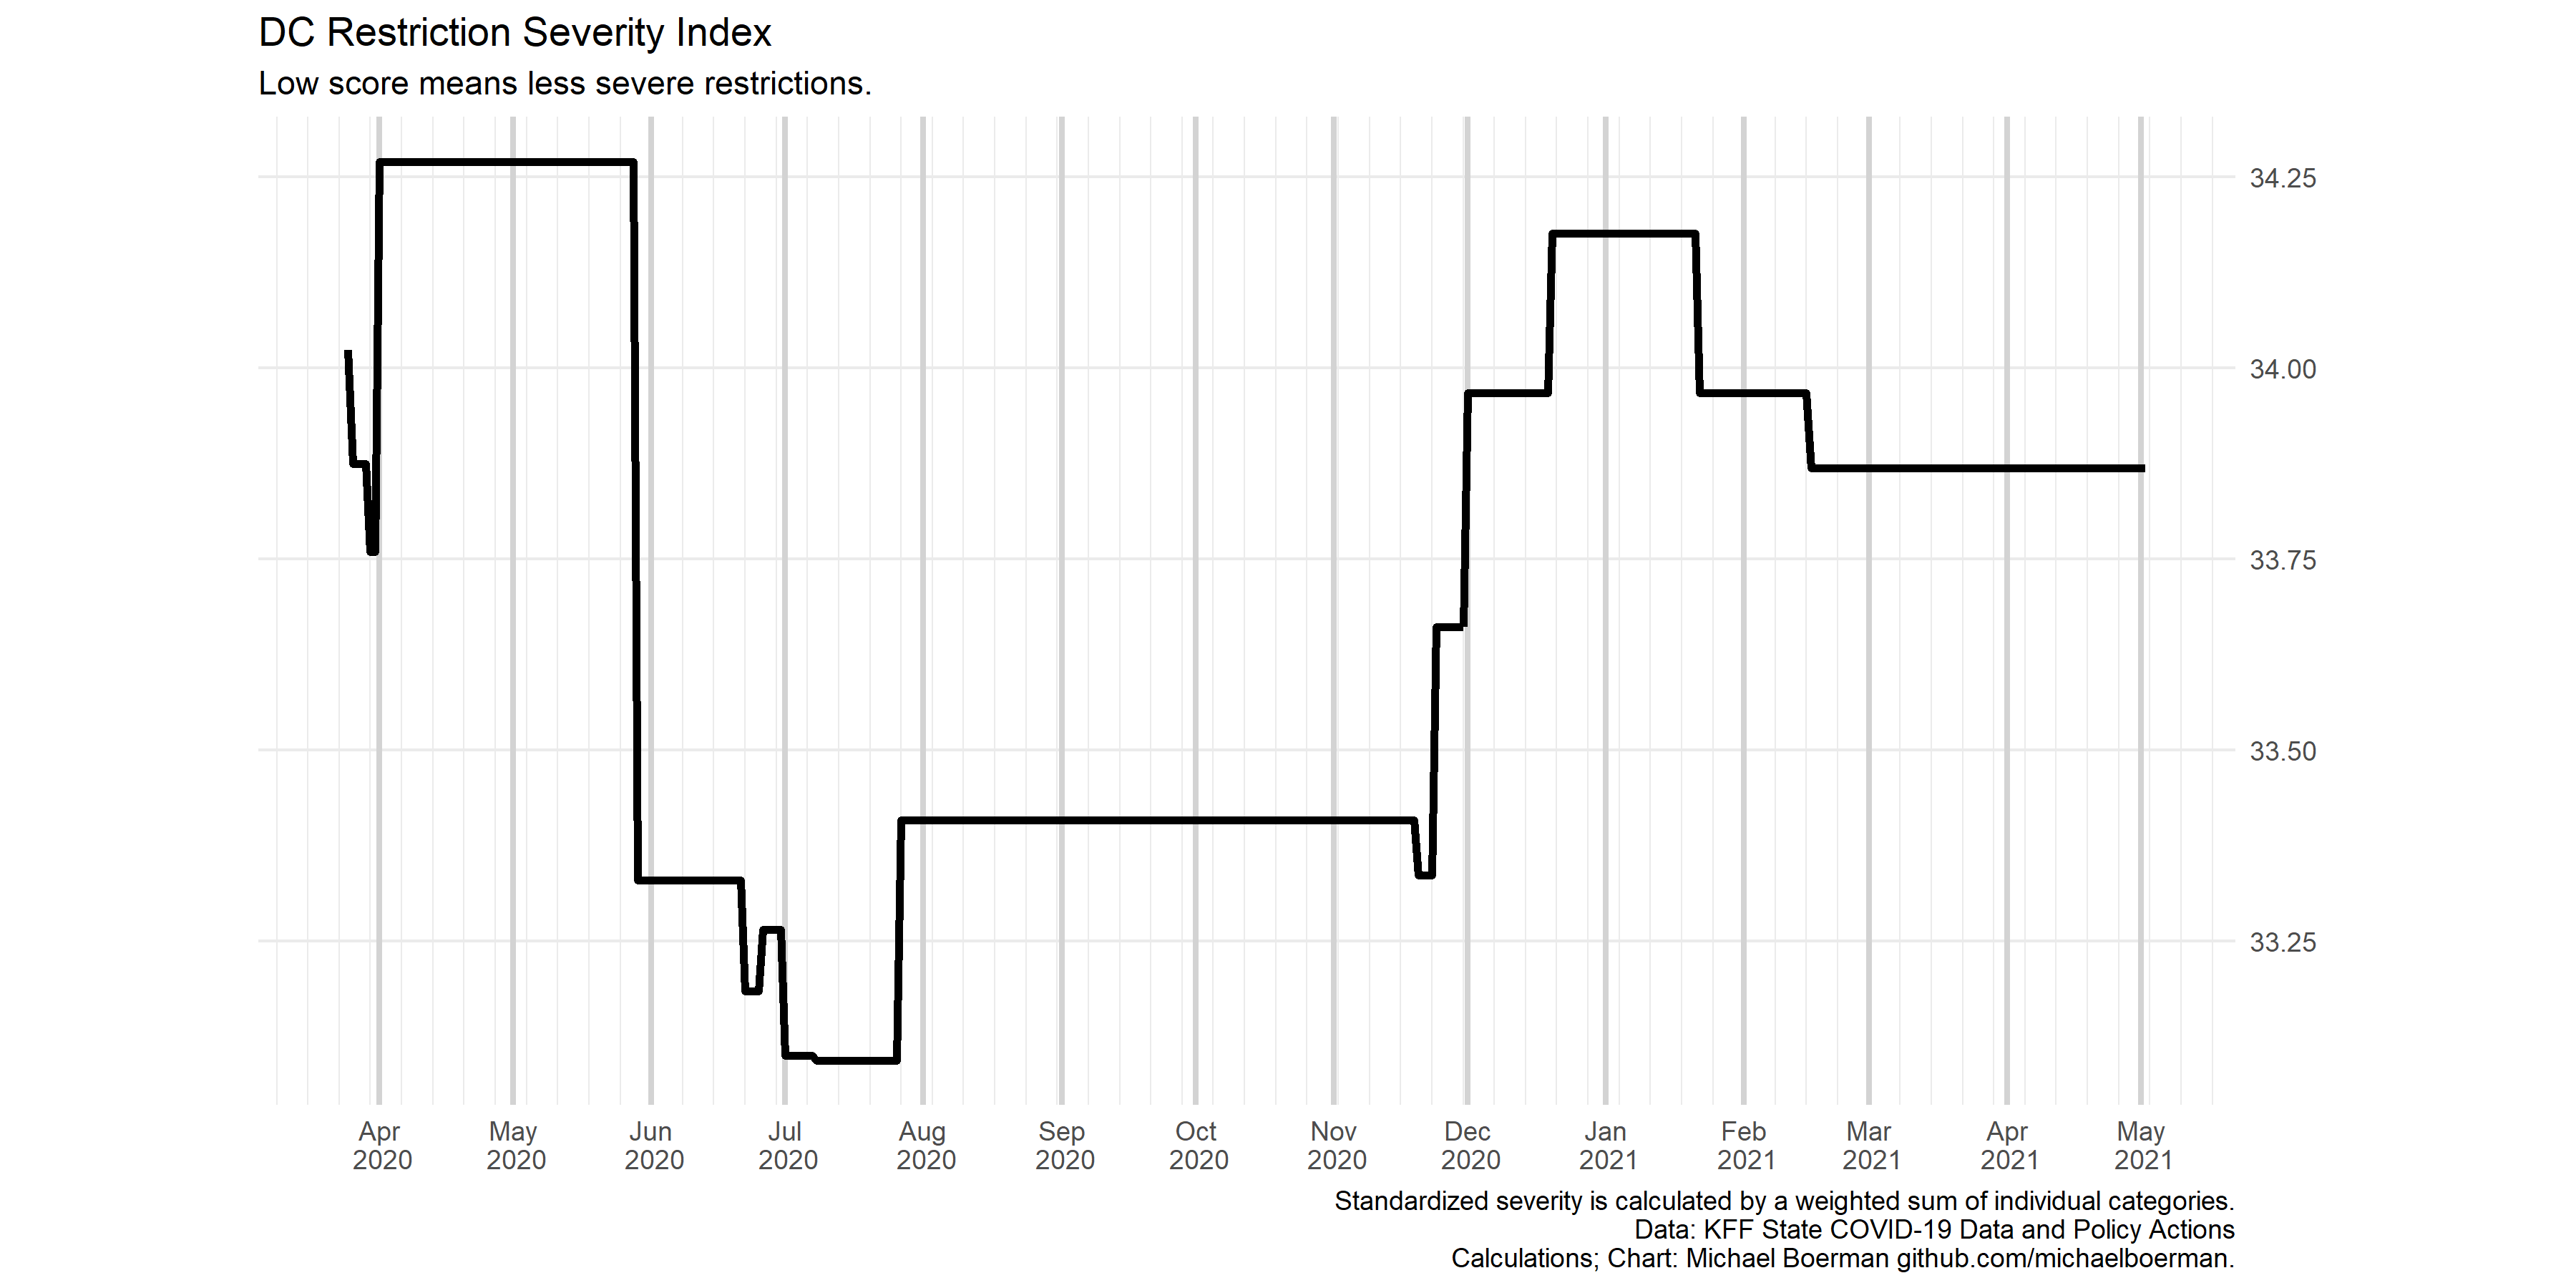 DC Restriction Severity Index
Low score means less severe restrictions.
34.25
34.00
33.75
33.50
33.25
Apr May Jun Jul Aug Sep Oct Nov Dec Jan Feb Mar Apr May
2020 2020 2020 2020 2020 2020 2020 2020 2020 2021 2021 2021 2021 2021
Standardized severity is calculated by a weighted sum of individual categories.
Data: KFF State COVID-19 Data and Policy Actions
Calculations; Chart: Michael Boerman github.com/michaelboerman.